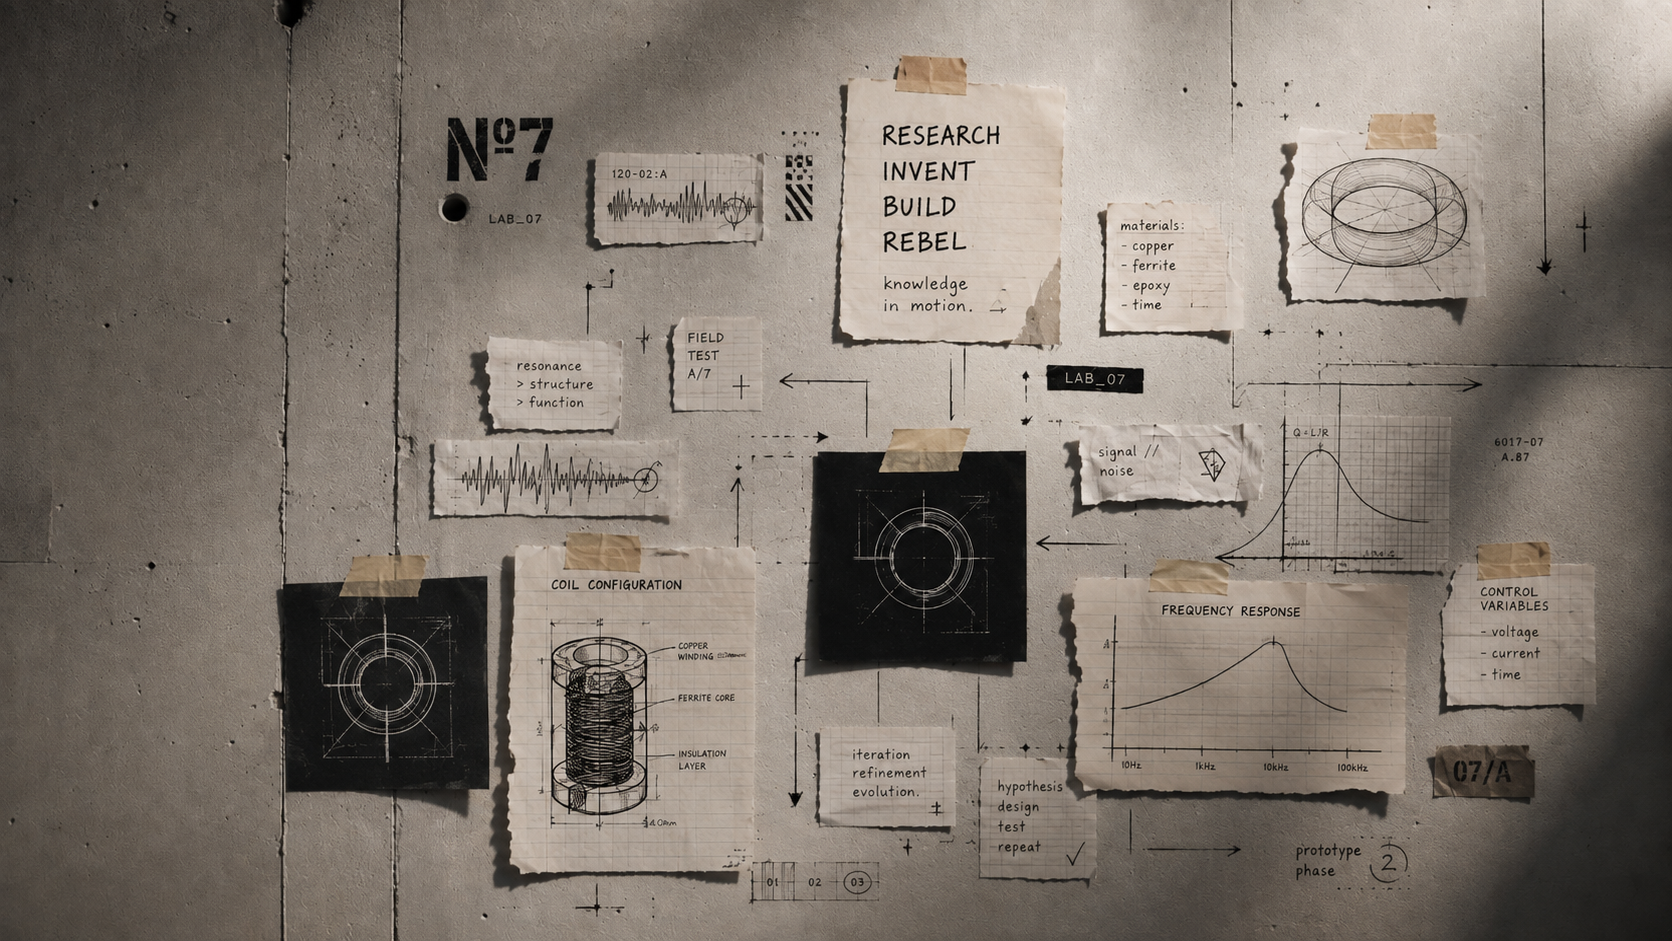 Nº7
LAB_07
120-02:A
RESEARCH
INVENT
BUILD
REBEL
knowledge
in motion.
materials:
- copper
- ferrite
- epoxy
- time
resonance
> structure
> function
FIELD
TEST
A/7
LAB_07
signal //
noise
6017-07
A.87
COIL CONFIGURATION
COPPER
WINDING
FERRITE CORE
INSULATION
LAYER
FREQUENCY RESPONSE
10Hz
1kHz
10kHz
100kHz
CONTROL
VARIABLES
- voltage
- current
- time
07/A
iteration
refinement
evolution.
hypothesis
design
test
repeat
01
02
03
prototype
phase
2